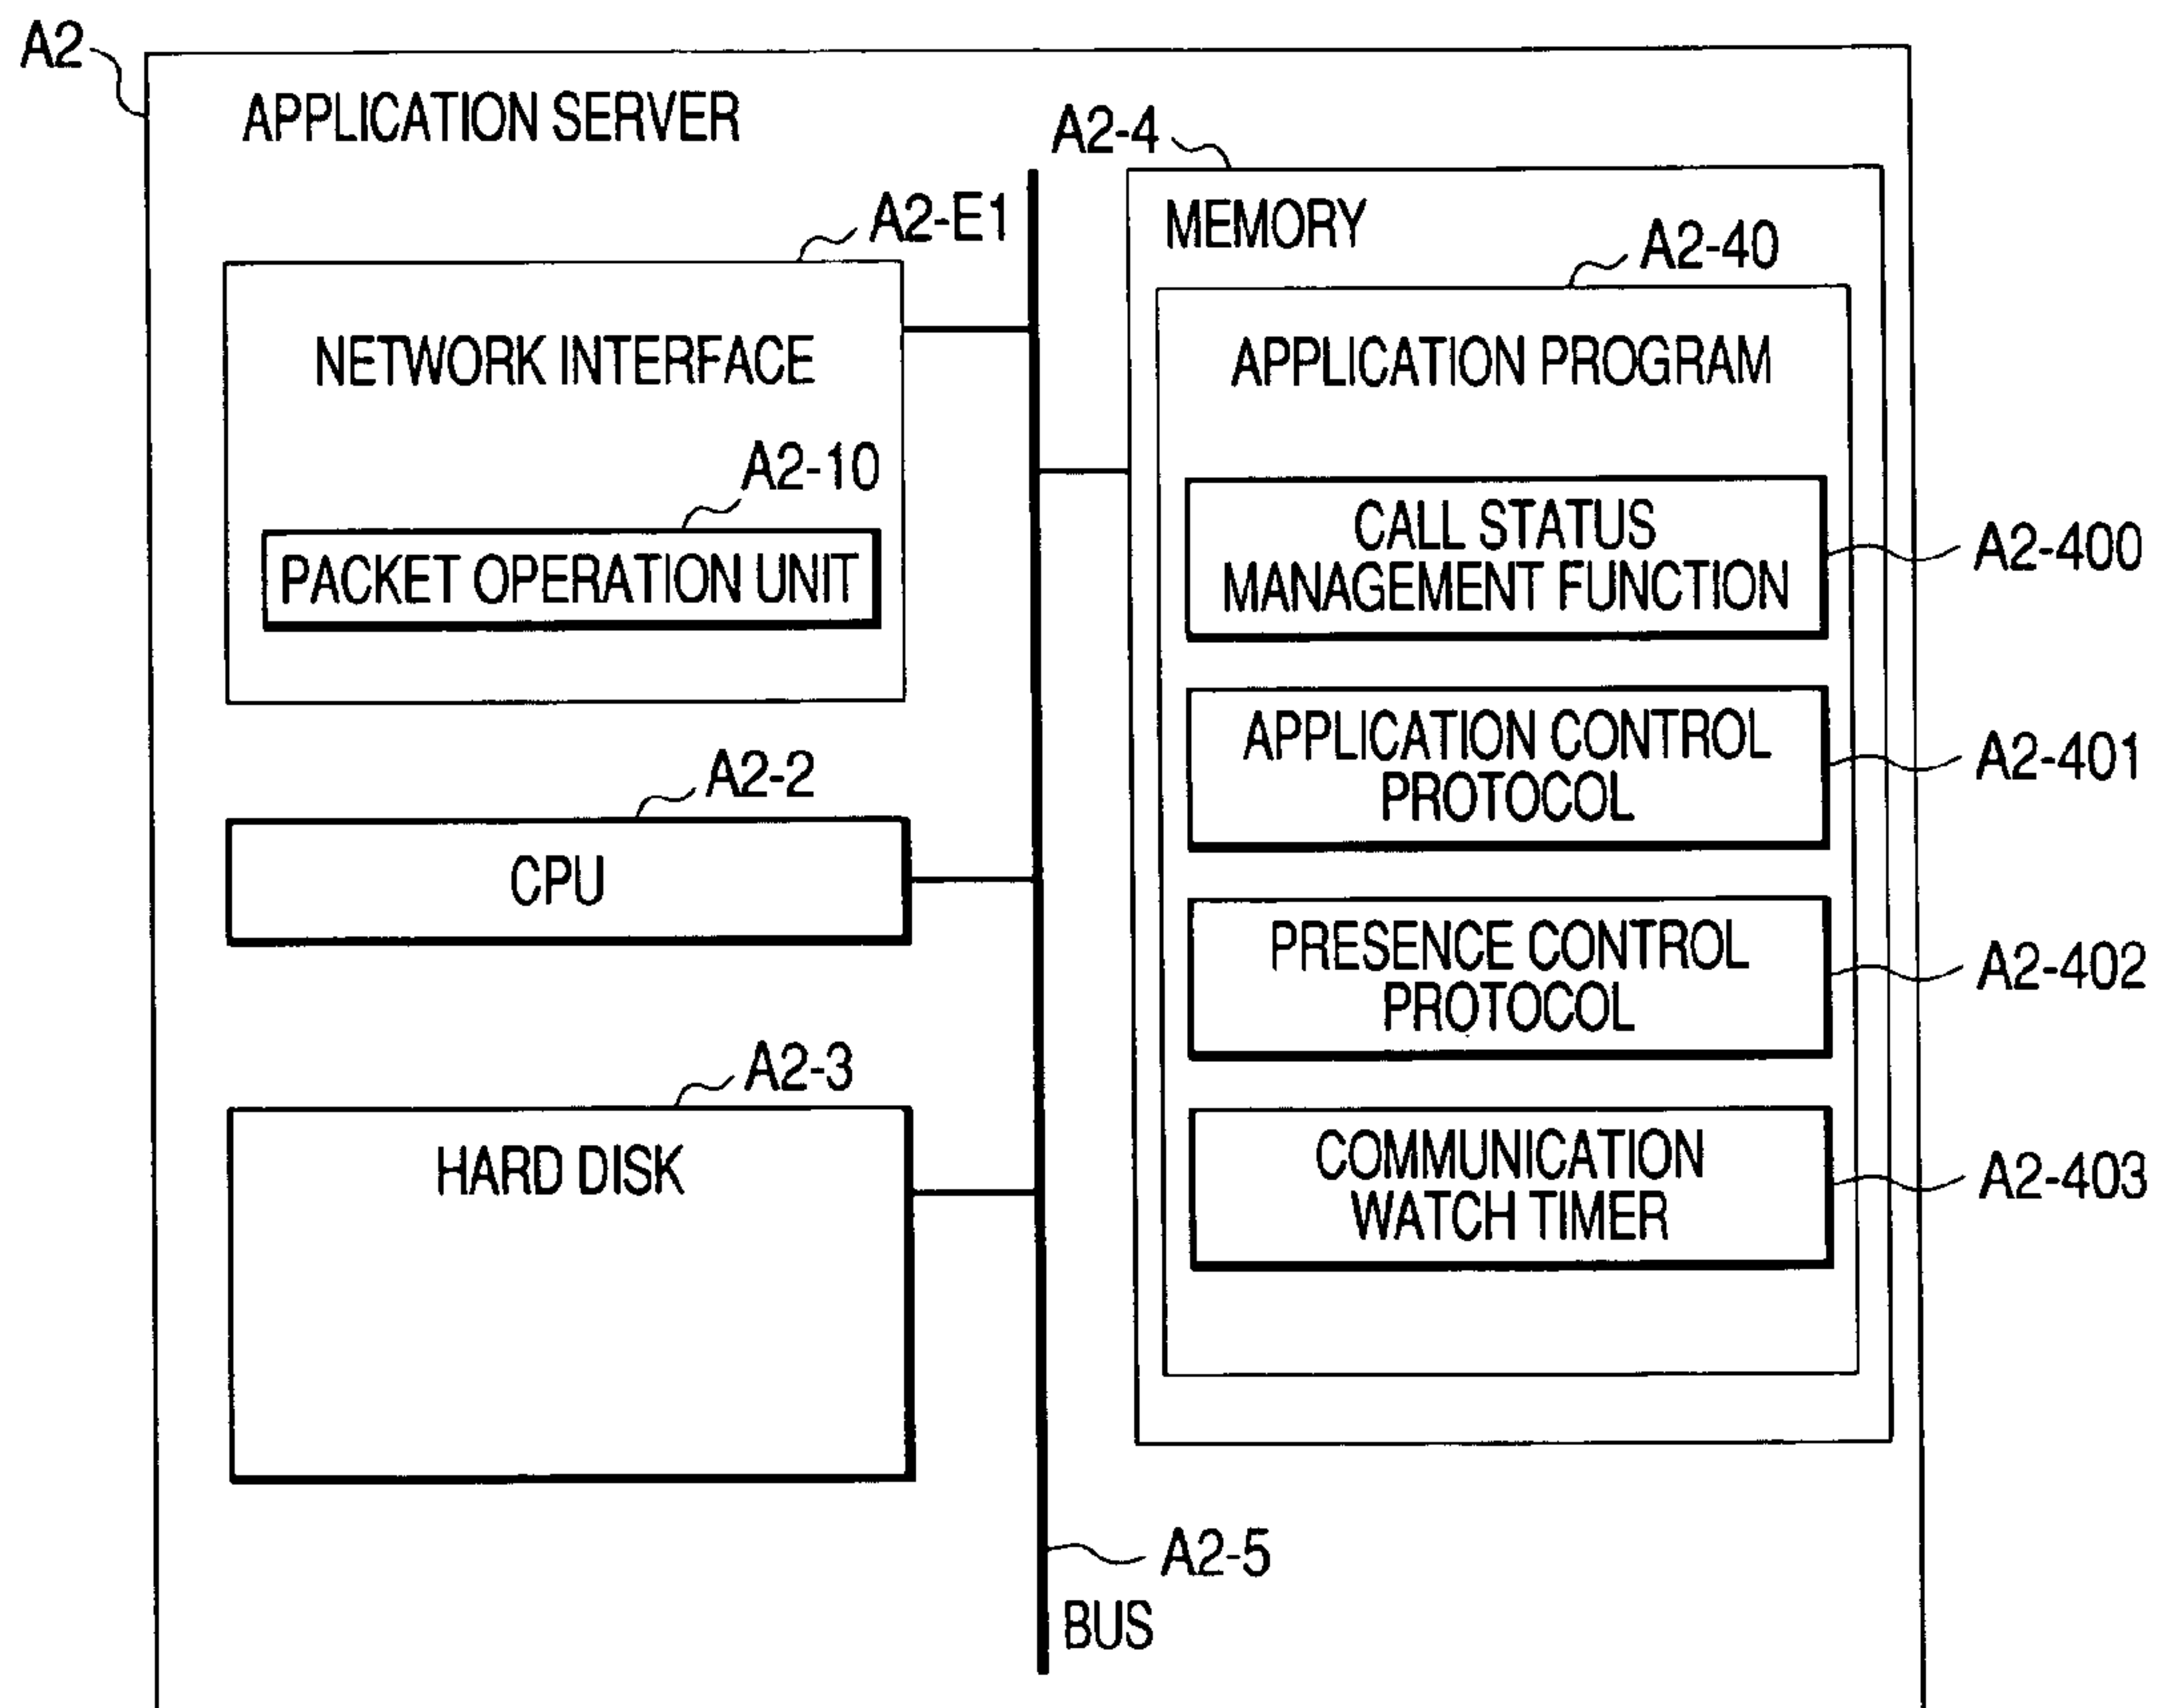 A2
APPLICATION SERVER
A2-E1
NETWORK INTERFACE
A2-10
PACKET OPERATION UNIT
A2-2
CPU
A2-3
HARD DISK
A2-4
MEMORY
A2-40
APPLICATION PROGRAM
CALL STATUS
MANAGEMENT FUNCTION
A2-400
APPLICATION CONTROL
PROTOCOL
A2-401
PRESENCE CONTROL
PROTOCOL
A2-402
COMMUNICATION
WATCH TIMER
A2-403
A2-5
BUS